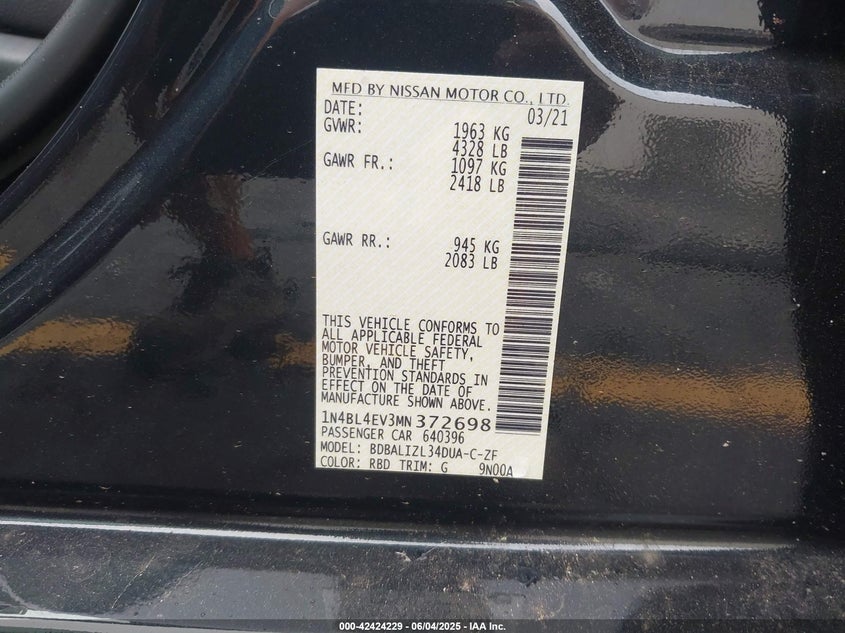 MFD BY NISSAN MOTOR CO., LTD.
DATE: 03/21
GVWR: 1963 KG
4328 LB
GAWR FR.: 1097 KG
2418 LB
GAWR RR.: 945 KG
2083 LB
THIS VEHICLE CONFORMS TO
ALL APPLICABLE FEDERAL
MOTOR VEHICLE SAFETY,
BUMPER, AND THEFT
PREVENTION STANDARDS IN
EFFECT ON THE DATE OF
MANUFACTURE SHOWN ABOVE.
1N4BL4EV3MN372698
PASSENGER CAR 640396
MODEL: BDBALIZL34DUA-C-ZF
COLOR: RBD TRIM: G 9N00A
000-42424229 - 06/04/2025 - IAA Inc.